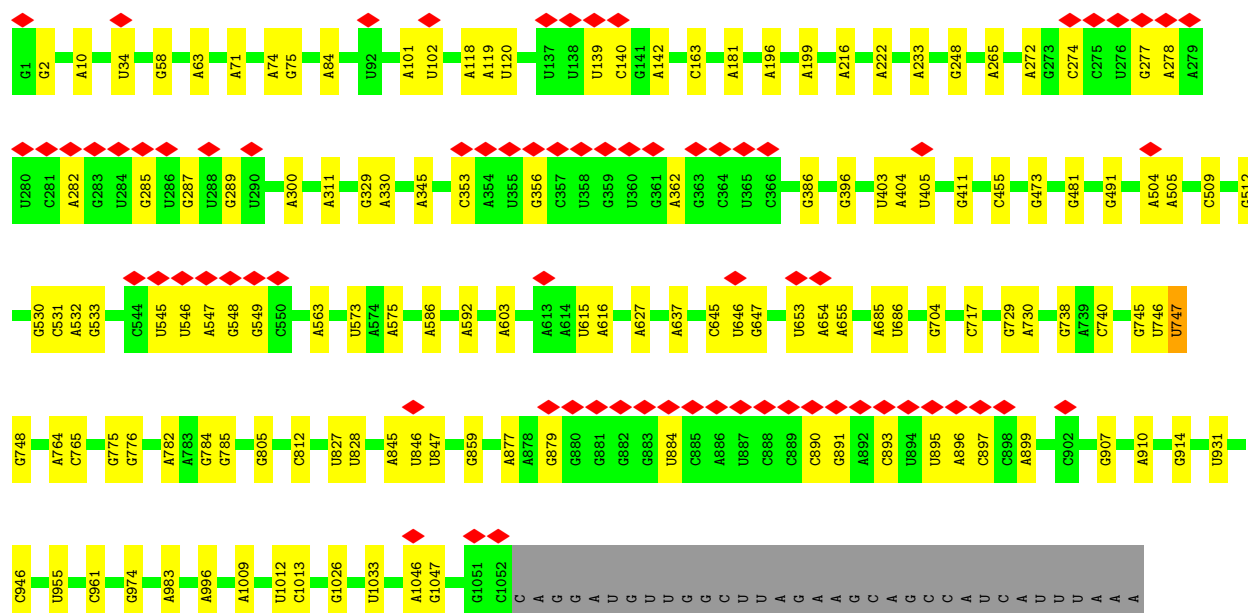 G1 G2 A10 U34 G58 A63 A71 A74 G75 A84 U92 A101 U102 A118 A119 U120 U137 U138 U139 C140 G141 A142 C163 A181 A196 A199 A216 A222 A233 G248 A265 A272 G273 C274 C275 U276 G277 A278 A279
U280 C281 A282 G283 U284 G285 U286 G287 U288 G289 U290 A300 A311 G329 A330 A345 C353 A354 U355 G356 C357 U358 G359 U360 G361 A362 G363 C364 U365 C366 G386 G396 U403 A404 U405 G411 C455 G473 G481 G491 A504 A505 C509 G512
G530 C531 A532 G533 C544 U545 U546 A547 G548 G549 C550 A563 U573 A574 A575 A586 A592 A603 A613 A614 U615 A616 A627 A637 C645 U646 G647 U653 A654 A655 A685 U686 G704 C717 G729 A730 G738 A739 C740 G745 U746 U747
G748 A764 C765 G775 G776 A782 A783 G784 G785 G805 C812 U827 U828 A845 U846 U847 G859 A877 A878 G879 G880 G881 G882 G883 U884 C885 A886 U887 C888 C889 C890 G891 A892 C893 U894 U895 A896 C897 C898 A899 C902 G907 A910 G914 U931
C946 U955 C961 G974 A983 A996 A1009 U1012 C1013 G1026 U1033 A1046 G1047 G1051 C1052 C A G G A U G U U G G C U U A G A A G C A G C C A U C A U U U A A A